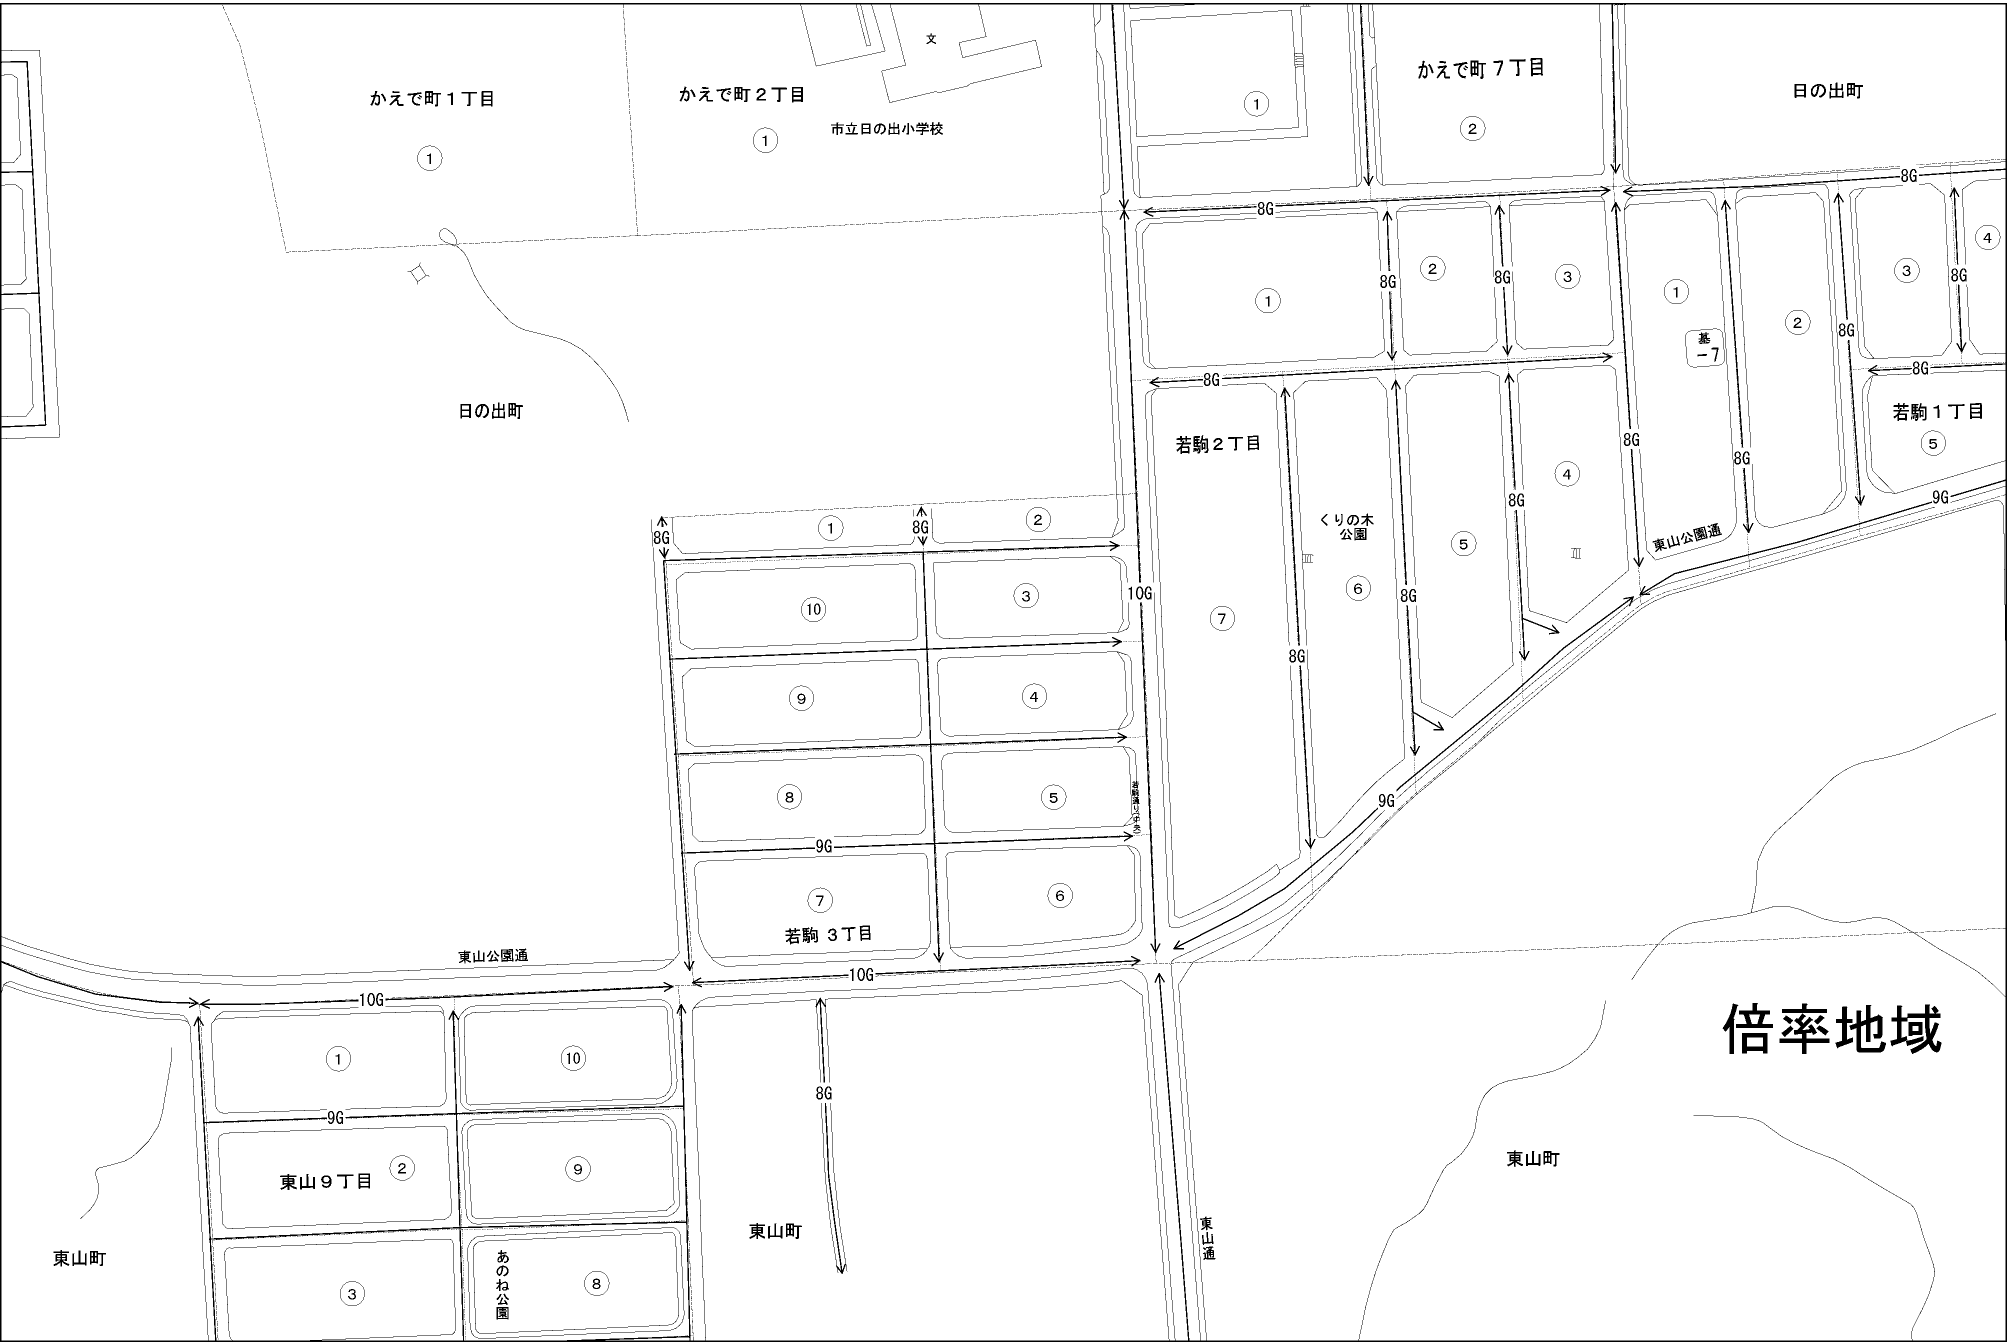 文
かえで町1丁目
①
かえで町2丁目
①
市立日の出小学校
①
かえで町7丁目
②
日の出町
8G
8G
①
8G
②
8G
③
①
墓
-7
②
8G
③
8G
④
8G
8G
若駒1丁目
⑤
日の出町
若駒2丁目
8G
8G
④
8G
9G
東山公園通
くりの木
公園
⑤
⑥
8G
⑦
8G
10G
8G
①
8G
②
⑩
③
⑨
④
⑧
⑤
若駒通り(中央)
9G
9G
⑦
⑥
若駒 3丁目
東山公園通
10G
10G
①
⑩
9G
8G
東山9丁目
②
⑨
東山町
あのね公園
③
⑧
東山町
東山通
倍率地域
東山町